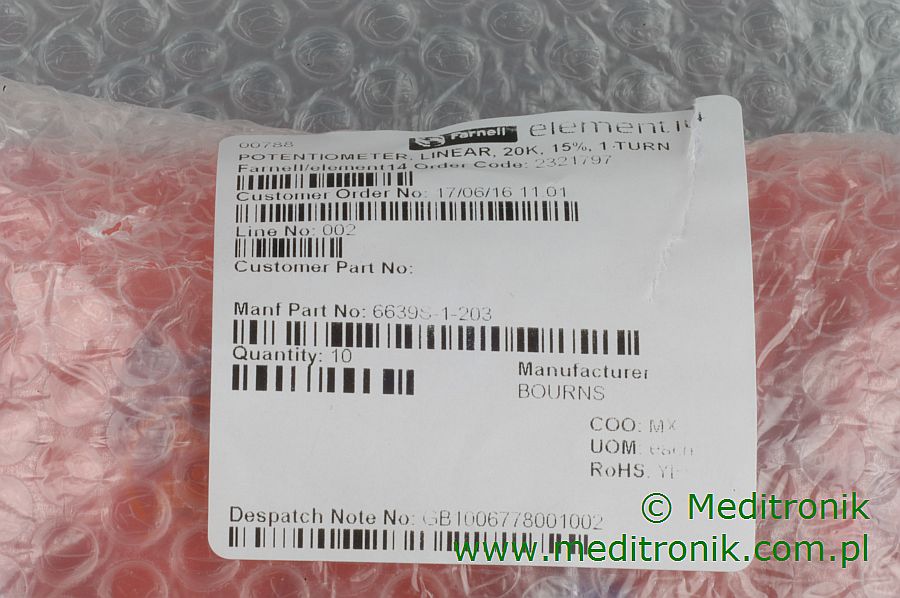 00788 Farnell element14
POTENTIOMETER, LINEAR, 20K, 15%, 1-TURN
Farnell/element14 Order Code: 2321797
Customer Order No: 17/06/16 11.01
Line No: 002
Customer Part No:
Manf Part No: 6639S-1-203
Quantity: 10
Manufacturer
BOURNS
COO: MX
UOM: each
RoHS:
Despatch Note No: GB1006778001002
© Meditronik
www.meditronik.com.pl